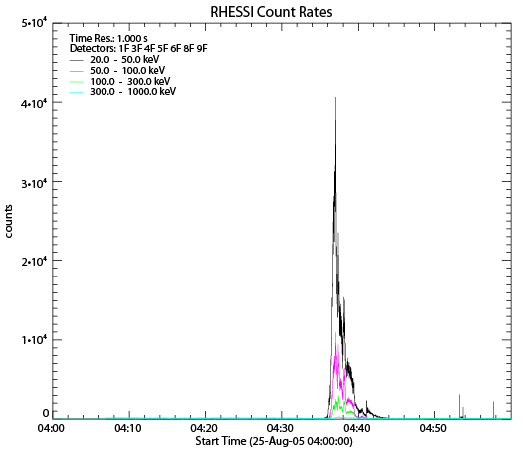 RHESSI Count Rates
5•10⁴
Time Res.: 1.000 s
Detectors: 1F 3F 4F 5F 6F 8F 9F
20.0 - 50.0 keV
50.0 - 100.0 keV
100.0 - 300.0 keV
300.0 - 1000.0 keV
4•10⁴
3•10⁴
counts
2•10⁴
1•10⁴
0
04:00 04:10 04:20 04:30 04:40 04:50
Start Time (25-Aug-05 04:00:00)